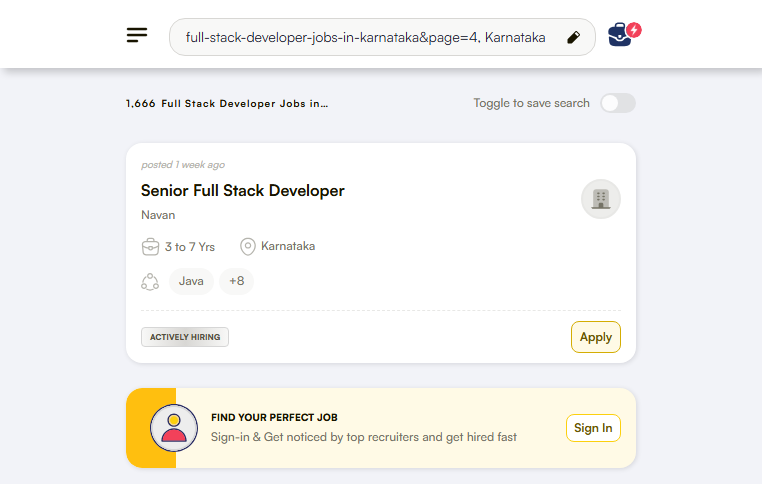 full-stack-developer-jobs-in-karnataka&page=4, Karnataka
1,666 Full Stack Developer Jobs in...
Toggle to save search
posted 1 week ago
Senior Full Stack Developer
Navan
3 to 7 Yrs
Karnataka
Java
+8
ACTIVELY HIRING
Apply
FIND YOUR PERFECT JOB
Sign-in & Get noticed by top recruiters and get hired fast
Sign In